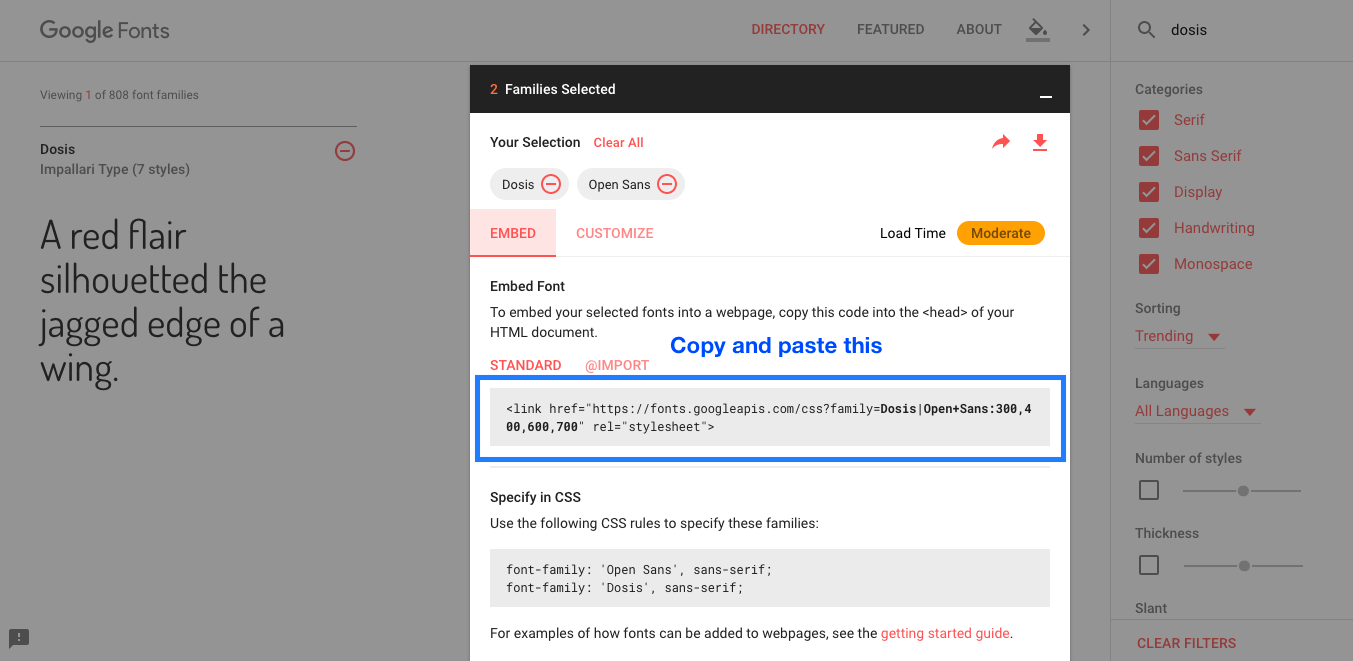 Google Fonts
DIRECTORY
FEATURED
ABOUT
dosis
Viewing 1 of 808 font families
Dosis
Impallari Type (7 styles)
A red flair
silhouetted the
jagged edge of a
wing.
2 Families Selected
Your Selection Clear All
Dosis
Open Sans
EMBED
CUSTOMIZE
Load Time Moderate
Embed Font
To embed your selected fonts into a webpage, copy this code into the <head> of your
HTML document.
Copy and paste this
STANDARD
@IMPORT
<link href="https://fonts.googleapis.com/css?family=Dosis|Open+Sans:300,4
00,600,700" rel="stylesheet">
Specify in CSS
Use the following CSS rules to specify these families:
font-family: 'Open Sans', sans-serif;
font-family: 'Dosis', sans-serif;
For examples of how fonts can be added to webpages, see the getting started guide.
Categories
Serif
Sans Serif
Display
Handwriting
Monospace
Sorting
Trending
Languages
All Languages
Number of styles
Thickness
Slant
CLEAR FILTERS